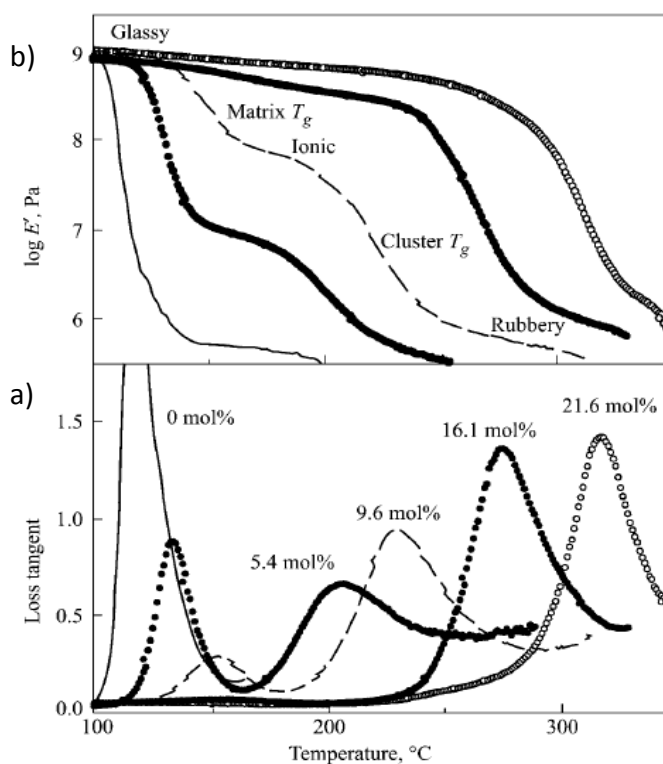 b)
Glassy
9
8
7
6
log E′, Pa
Matrix Tg
Ionic
Cluster Tg
Rubbery
a)
1.5
1.0
0.5
0.0
Loss tangent
0 mol%
5.4 mol%
9.6 mol%
16.1 mol%
21.6 mol%
100
200
300
Temperature, °C